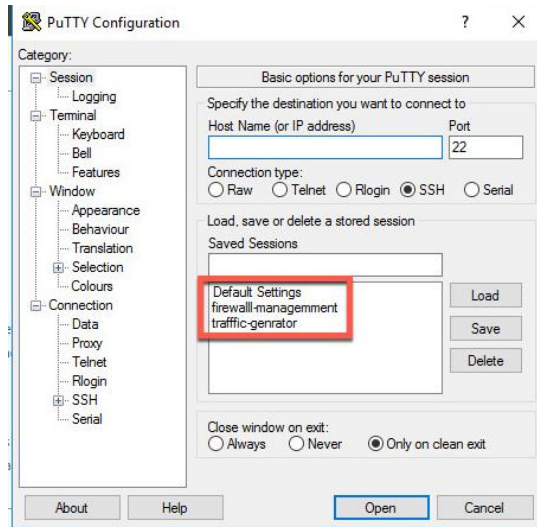 PuTTY Configuration ? ×
Category:
Session
Logging
Terminal
Keyboard
Bell
Features
Window
Appearance
Behaviour
Translation
Selection
Colours
Connection
Data
Proxy
Telnet
Rlogin
SSH
Serial
Basic options for your PuTTY session
Specify the destination you want to connect to
Host Name (or IP address) Port
22
Connection type:
Raw Telnet Rlogin SSH Serial
Load, save or delete a stored session
Saved Sessions
Default Settings
firewalll-managemment
trafffic-genrator
Load
Save
Delete
Close window on exit:
Always Never Only on clean exit
About Help Open Cancel